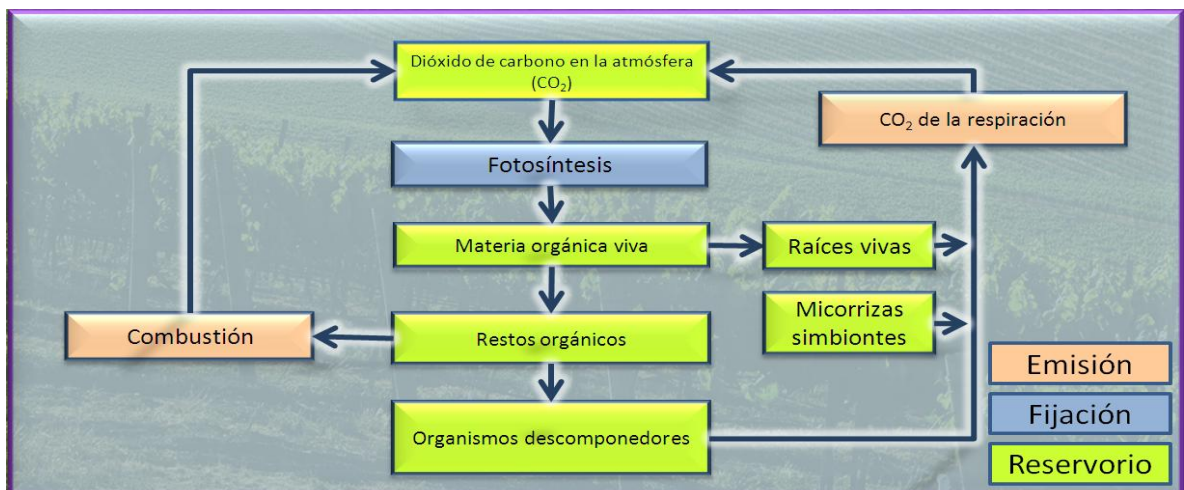 Dióxido de carbono en la atmósfera
(CO₂)
CO₂ de la respiración
Fotosíntesis
Materia orgánica viva
Raíces vivas
Micorrizas
simbiontes
Combustión
Restos orgánicos
Organismos descomponedores
Emisión
Fijación
Reservorio